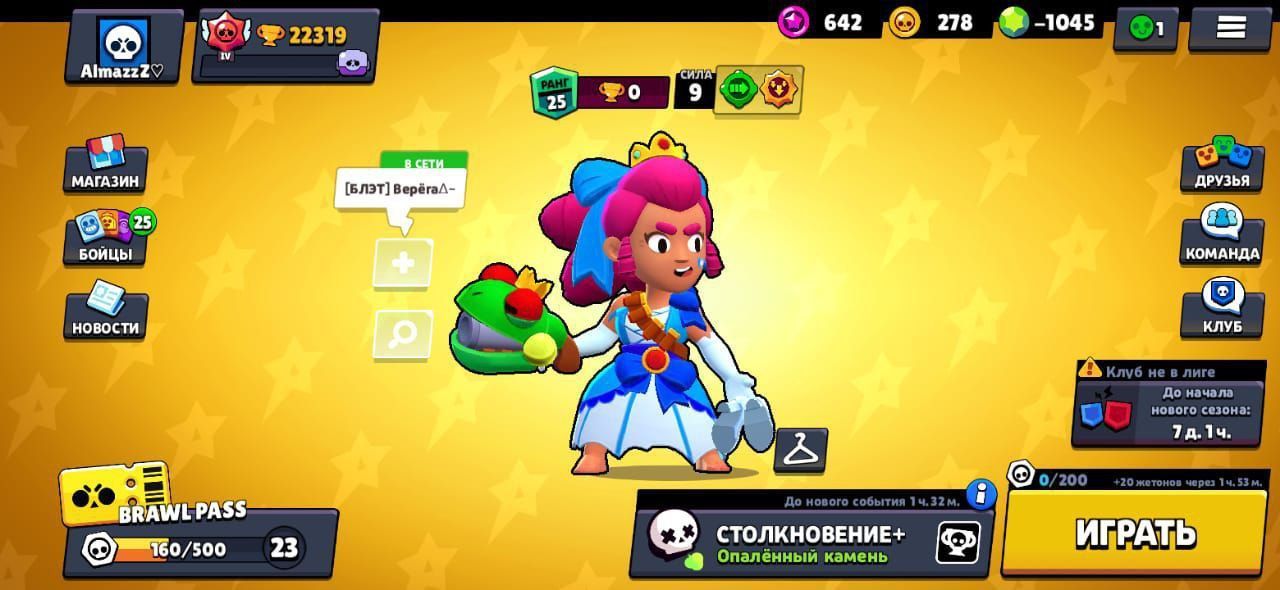 AlmazzZ♡
IV
22319
642
278
-1045
1
РАНГ
25
0
СИЛА
9
В СЕТИ
[БЛЭТ] Верёга∆~
МАГАЗИН
БОЙЦЫ
25
НОВОСТИ
ДРУЗЬЯ
КОМАНДА
КЛУБ
Клуб не в лиге
До начала
нового сезона:
7 д. 1 ч.
BRAWL PASS
160/500
23
До нового события 1 ч. 32 м.
СТОЛКНОВЕНИЕ+
Опалённый камень
0/200
+20 жетонов через 1 ч. 53 м.
ИГРАТЬ